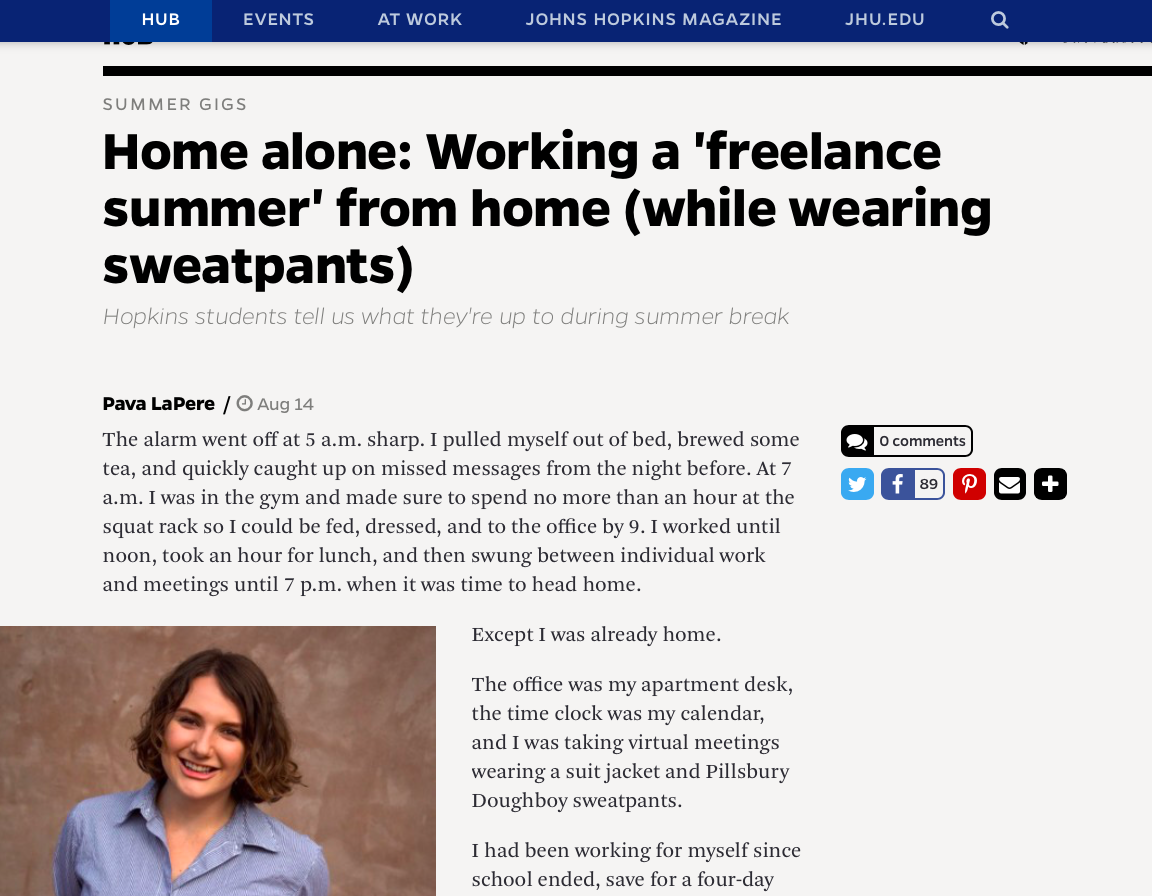 HUB EVENTS AT WORK JOHNS HOPKINS MAGAZINE JHU.EDU
SUMMER GIGS
Home alone: Working a 'freelance
summer' from home (while wearing
sweatpants)
Hopkins students tell us what they're up to during summer break
Pava LaPere / Aug 14
The alarm went off at 5 a.m. sharp. I pulled myself out of bed, brewed some
tea, and quickly caught up on missed messages from the night before. At 7
a.m. I was in the gym and made sure to spend no more than an hour at the
squat rack so I could be fed, dressed, and to the office by 9. I worked until
noon, took an hour for lunch, and then swung between individual work
and meetings until 7 p.m. when it was time to head home.
0 comments
89
Except I was already home.
The office was my apartment desk,
the time clock was my calendar,
and I was taking virtual meetings
wearing a suit jacket and Pillsbury
Doughboy sweatpants.
I had been working for myself since
school ended, save for a four-day